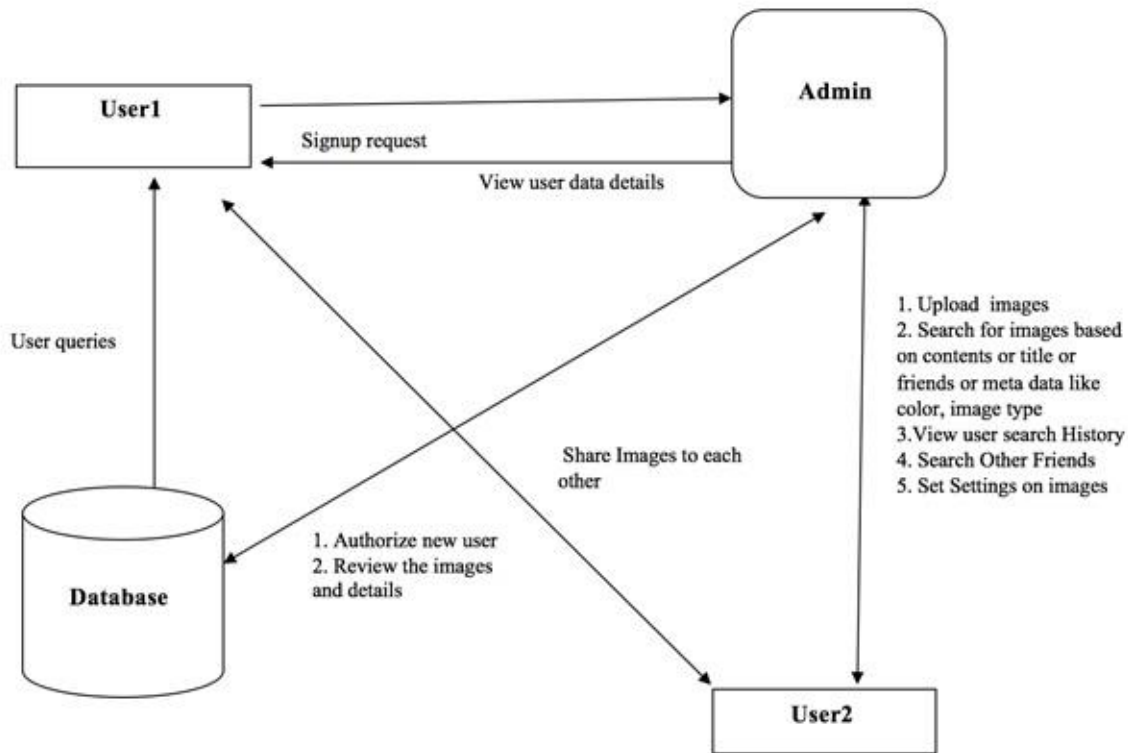 User1
Admin
Signup request
View user data details
User queries
1. Upload images
2. Search for images based
on contents or title or
friends or meta data like
color, image type
3.View user search History
4. Search Other Friends
5. Set Settings on images
Share Images to each
other
1. Authorize new user
2. Review the images
and details
Database
User2